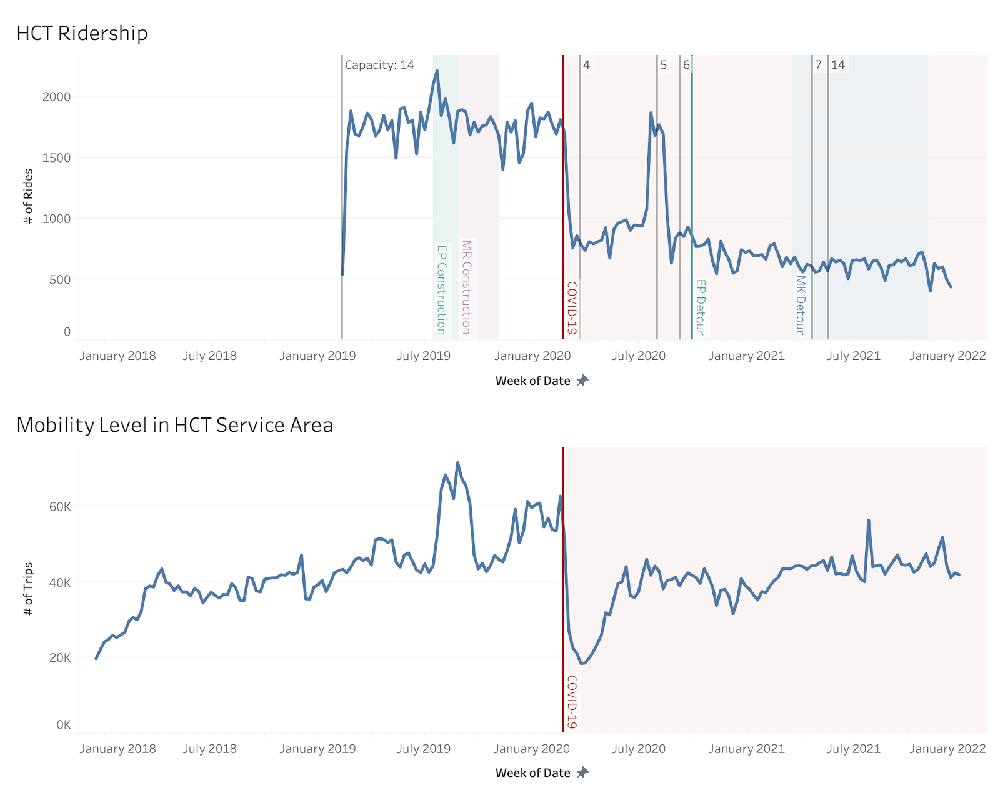 HCT Ridership
Capacity: 14
4
5
6
7
14
2000
1500
1000
500
0
# of Rides
EP Construction
MR Construction
COVID-19
EP Detour
MK Detour
January 2018
July 2018
January 2019
July 2019
January 2020
July 2020
January 2021
July 2021
January 2022
Week of Date
Mobility Level in HCT Service Area
60K
40K
20K
0K
# of Trips
COVID-19
January 2018
July 2018
January 2019
July 2019
January 2020
July 2020
January 2021
July 2021
January 2022
Week of Date